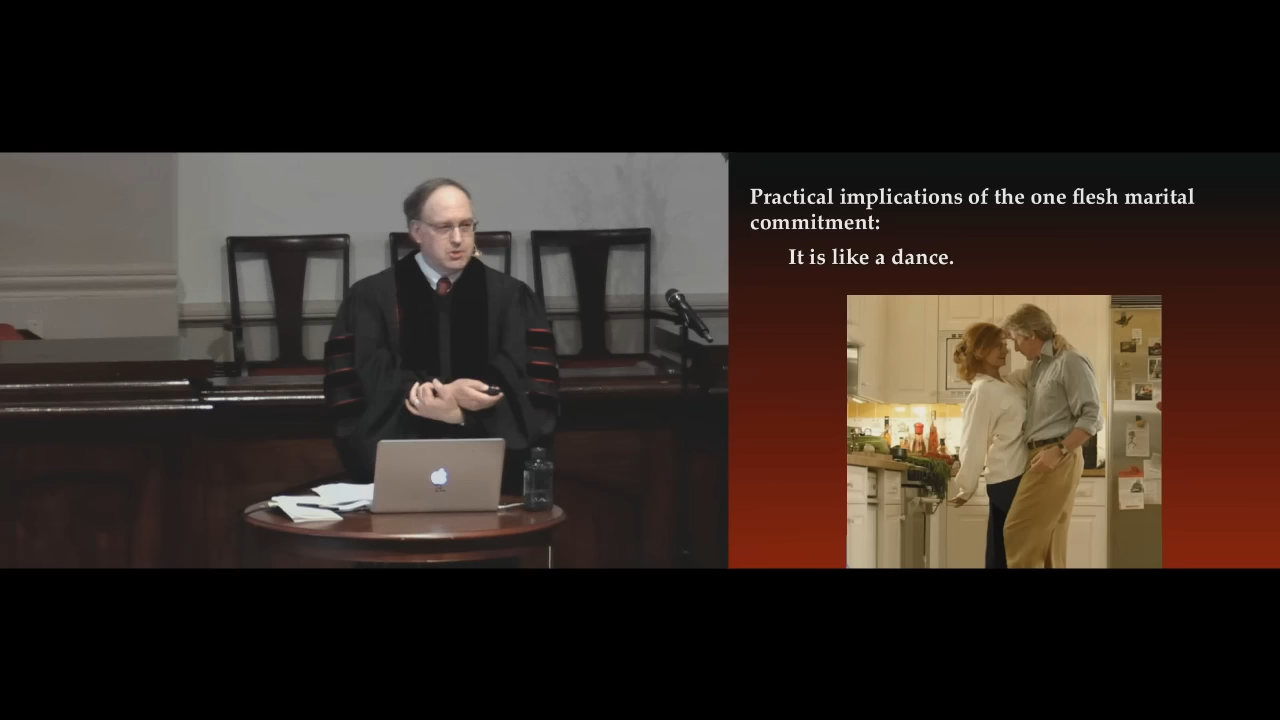 Practical implications of the one flesh marital
commitment:
It is like a dance.